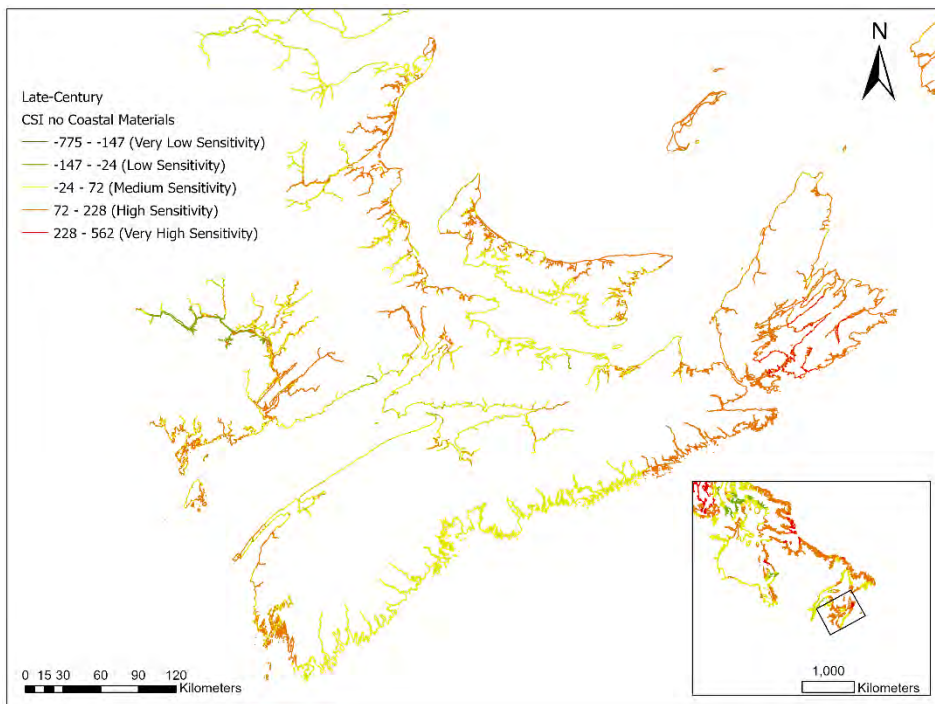 N
Late-Century
CSI no Coastal Materials
-775 - -147 (Very Low Sensitivity)
-147 - -24 (Low Sensitivity)
-24 - 72 (Medium Sensitivity)
72 - 228 (High Sensitivity)
228 - 562 (Very High Sensitivity)
0 15 30 60 90 120
Kilometers
1,000
Kilometers